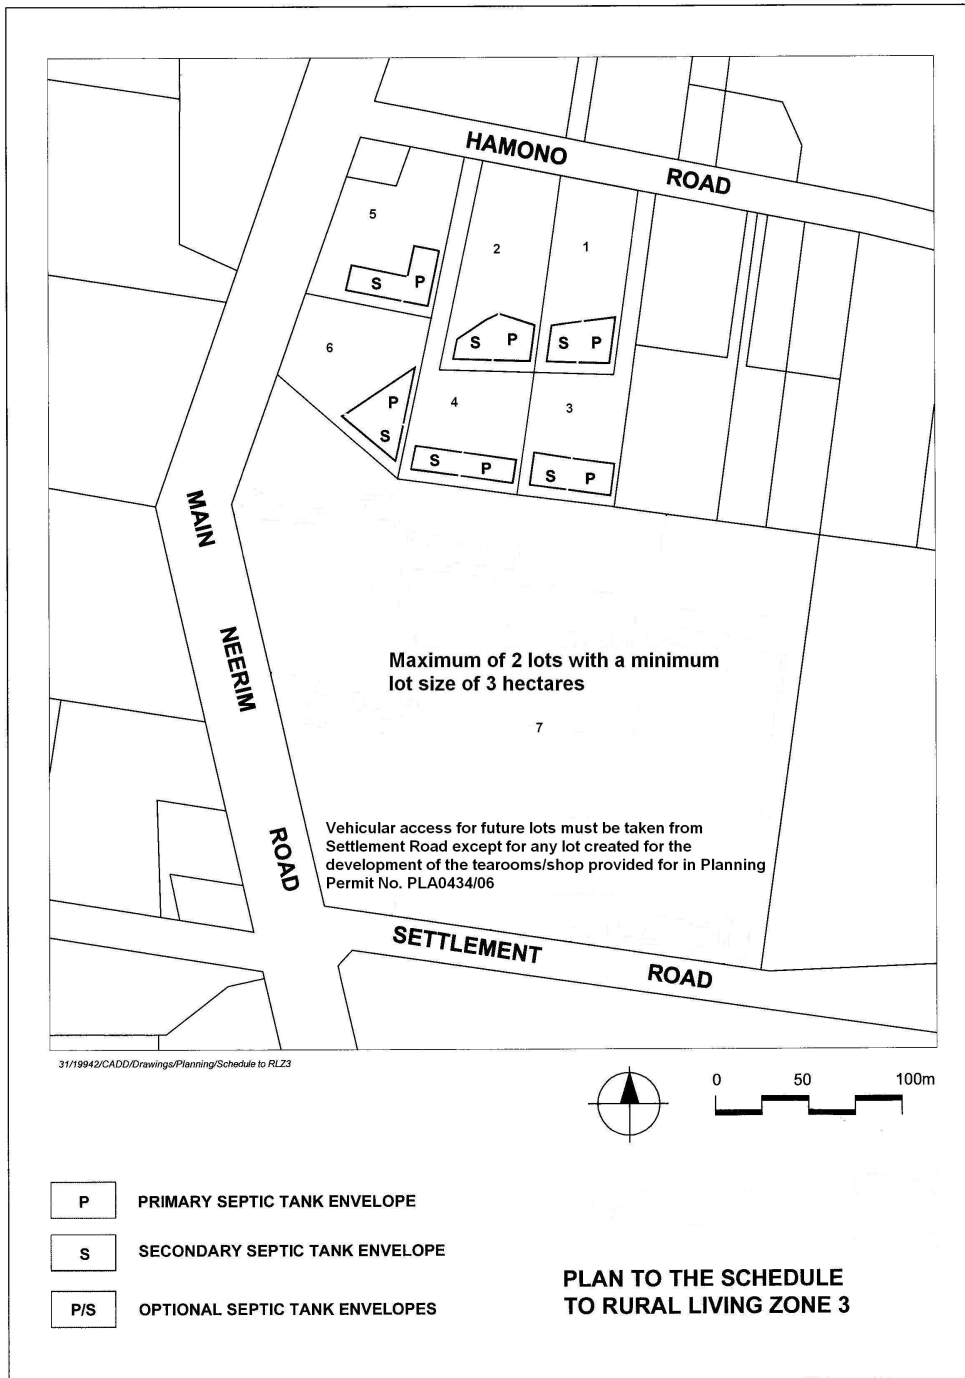 HAMONO ROAD
5
2
1
S P
6
S P
S P
P
S
4
3
S P
S P
MAIN NEERIM ROAD
Maximum of 2 lots with a minimum
lot size of 3 hectares
7
Vehicular access for future lots must be taken from
Settlement Road except for any lot created for the
development of the tearooms/shop provided for in Planning
Permit No. PLA0434/06
SETTLEMENT ROAD
31/19942/CADD/Drawings/Planning/Schedule to RLZ3
0 50 100m
P PRIMARY SEPTIC TANK ENVELOPE
S SECONDARY SEPTIC TANK ENVELOPE
P/S OPTIONAL SEPTIC TANK ENVELOPES
PLAN TO THE SCHEDULE
TO RURAL LIVING ZONE 3